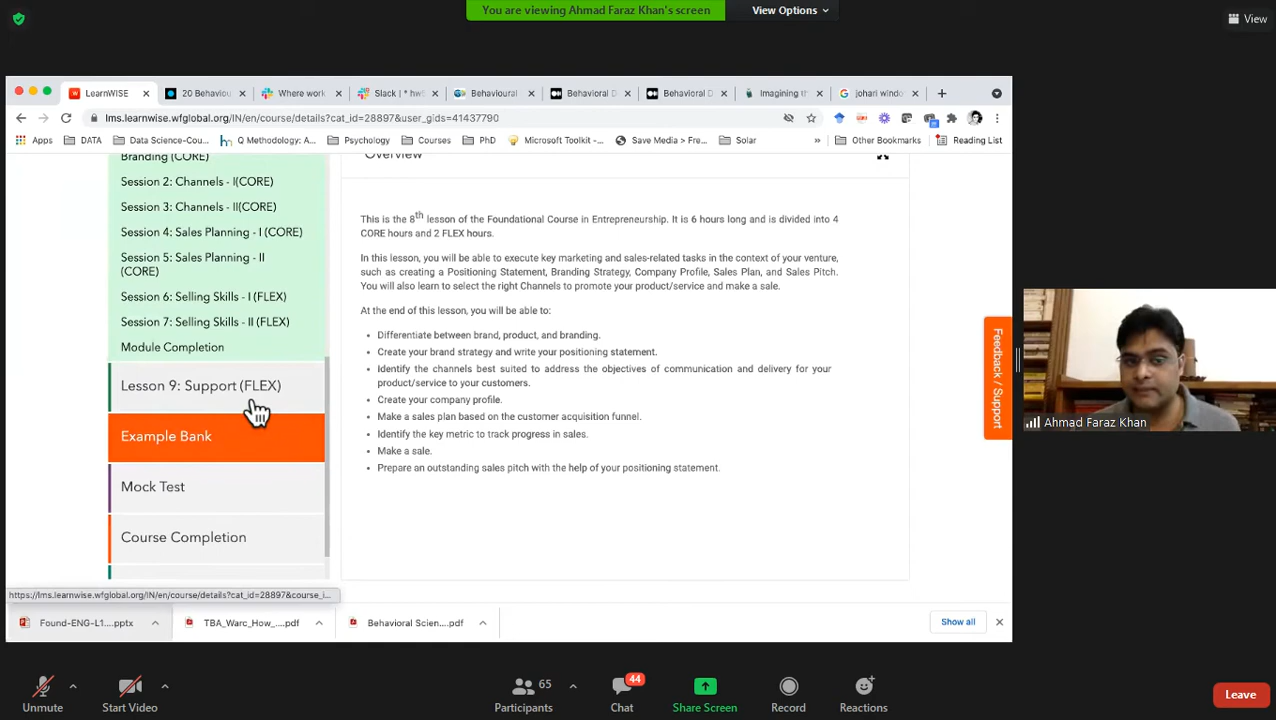 You are viewing Ahmad Faraz Khan's screen
View Options
View
LearnWISE
20 Behaviou
Where work
Slack | * hw
Behavioural
Behavioral D
Behavioral D
Imagining th
johari windo
lms.learnwise.wfglobal.org/IN/en/course/details?cat_id=28897&user_gids=41437790
Apps
DATA
Data Science-Cou...
Psychology
Q Methodology: A...
Courses
PhD
Microsoft Toolkit -...
Save Media > Fre...
Solar
»
Other Bookmarks
Reading List
Branding (CORE)
Session 2: Channels - I(CORE)
Session 3: Channels - II(CORE)
Session 4: Sales Planning - I (CORE)
Session 5: Sales Planning - II
(CORE)
Session 6: Selling Skills - I (FLEX)
Session 7: Selling Skills - II (FLEX)
Module Completion
Lesson 9: Support (FLEX)
Example Bank
Mock Test
Course Completion
Overview
This is the 8th lesson of the Foundational Course in Entrepreneurship. It is 6 hours long and is divided into 4
CORE hours and 2 FLEX hours.
In this lesson, you will be able to execute key marketing and sales-related tasks in the context of your venture,
such as creating a Positioning Statement, Branding Strategy, Company Profile, Sales Plan, and Sales Pitch.
You will also learn to select the right Channels to promote your product/service and make a sale.
At the end of this lesson, you will be able to:
• Differentiate between brand, product, and branding.
• Create your brand strategy and write your positioning statement.
• Identify the channels best suited to address the objectives of communication and delivery for your
product/service to your customers.
• Create your company profile.
• Make a sales plan based on the customer acquisition funnel.
• Identify the key metric to track progress in sales.
• Make a sale.
• Prepare an outstanding sales pitch with the help of your positioning statement.
Feedback / Support
Ahmad Faraz Khan
https://lms.learnwise.wfglobal.org/IN/en/course/details?cat_id=28897&course_i...
Found-ENG-L1....pptx
TBA_Warc_How_....pdf
Behavioral Scien....pdf
Show all
Unmute
Start Video
65
Participants
44
Chat
Share Screen
Record
Reactions
Leave